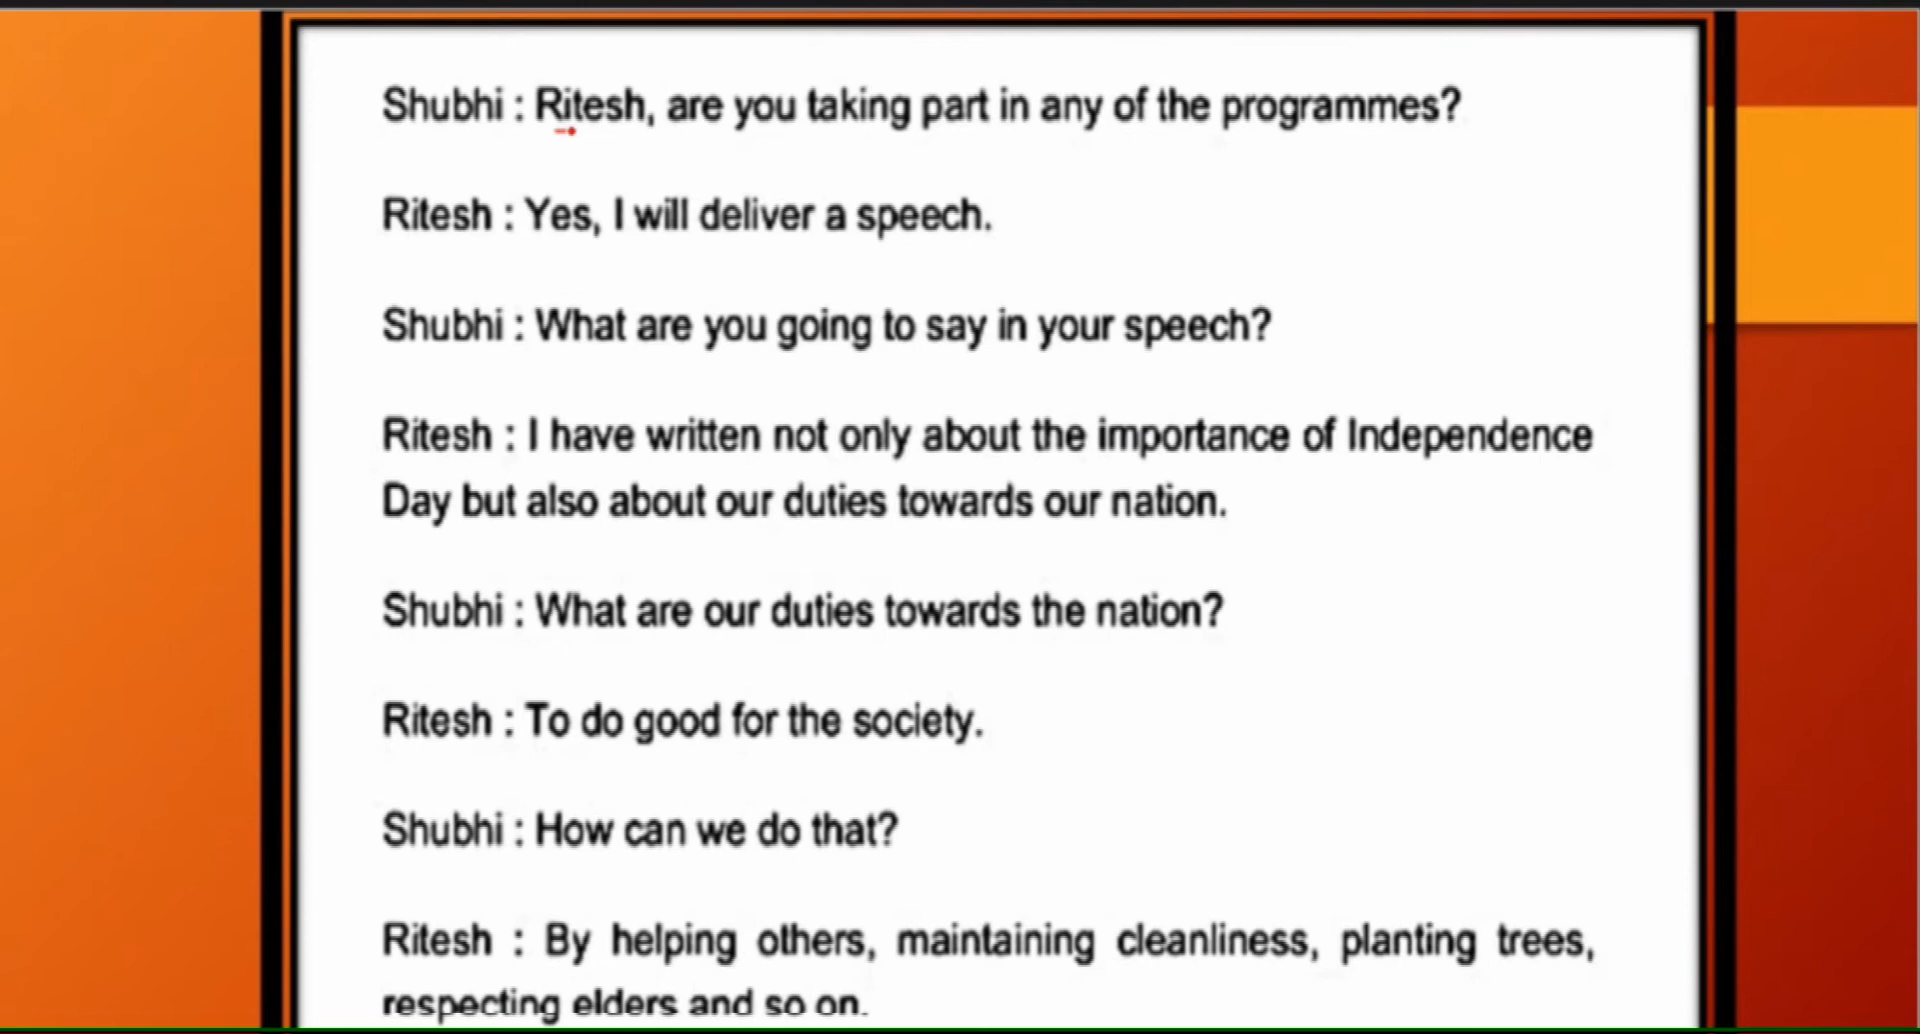 Shubhi : Ritesh, are you taking part in any of the programmes?
Ritesh : Yes, I will deliver a speech.
Shubhi : What are you going to say in your speech?
Ritesh : I have written not only about the importance of Independence
Day but also about our duties towards our nation.
Shubhi : What are our duties towards the nation?
Ritesh : To do good for the society.
Shubhi : How can we do that?
Ritesh : By helping others, maintaining cleanliness, planting trees,
respecting elders and so on.